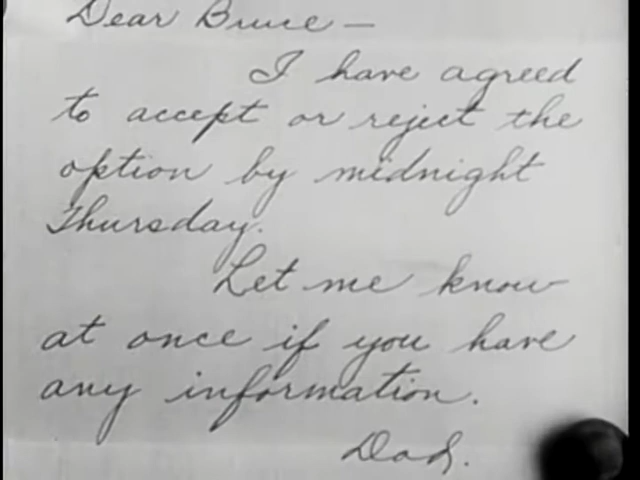 Dear Bruce —
I have agreed
to accept or reject the
option by midnight
Thursday.
Let me know
at once if you have
any information.
Dad.